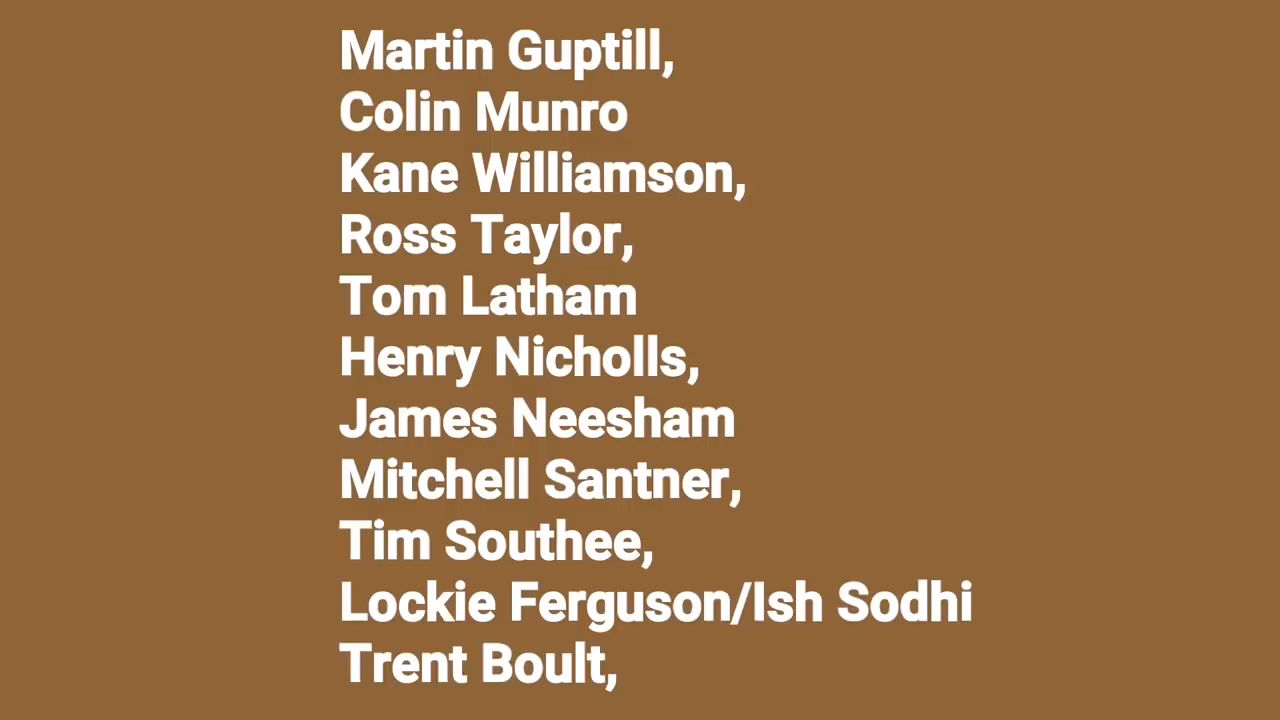 Martin Guptill,
Colin Munro
Kane Williamson,
Ross Taylor,
Tom Latham
Henry Nicholls,
James Neesham
Mitchell Santner,
Tim Southee,
Lockie Ferguson/Ish Sodhi
Trent Boult,